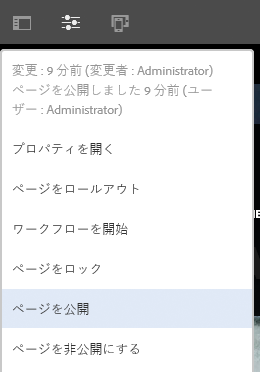 変更 : 9 分前 (変更者 : Administrator)
ページを公開しました 9 分前 (ユー
ザー : Administrator)
プロパティを開く
ページをロールアウト
ワークフローを開始
ページをロック
ページを公開
ページを非公開にする